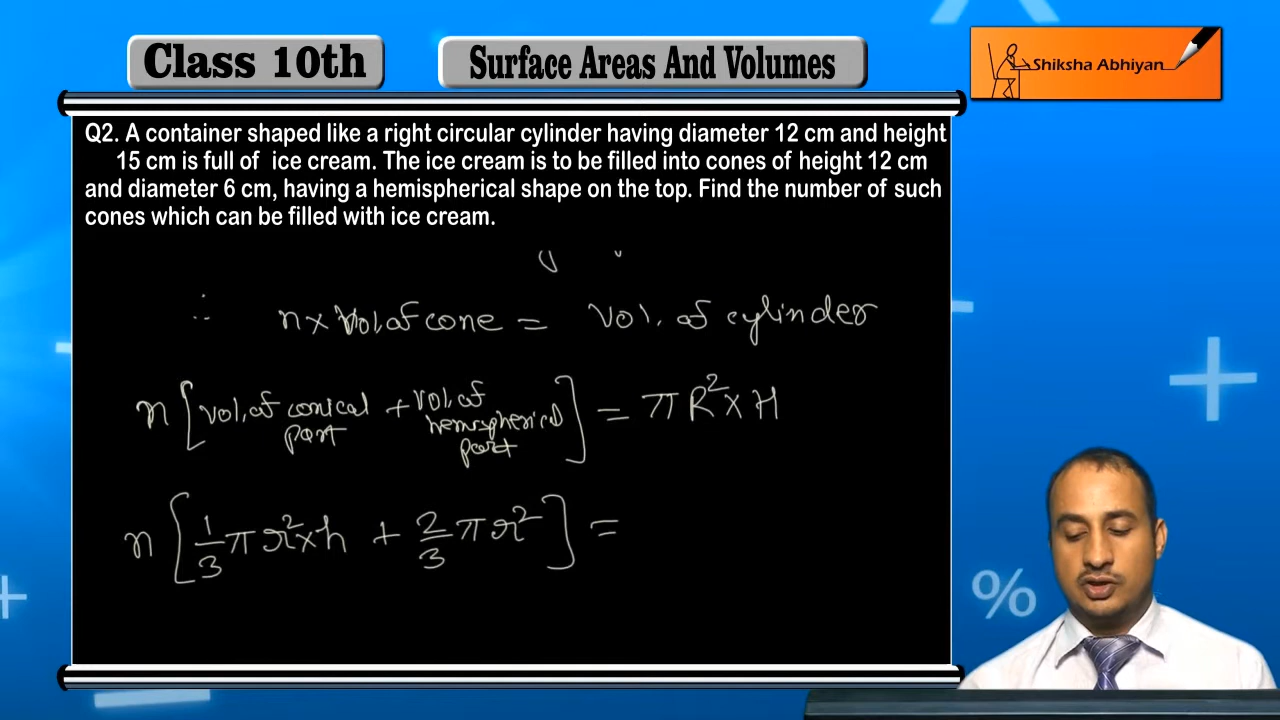 Class 10th
Surface Areas And Volumes
Shiksha Abhiyan
Q2. A container shaped like a right circular cylinder having diameter 12 cm and height
15 cm is full of ice cream. The ice cream is to be filled into cones of height 12 cm
and diameter 6 cm, having a hemispherical shape on the top. Find the number of such
cones which can be filled with ice cream.
∴ n × Vol. of cone = Vol. of cylinder
n [ vol. of conical part + vol. of hemispherical part ] = πR² × H
n [ 1/3 πr² × h + 2/3 πr² ] =
%